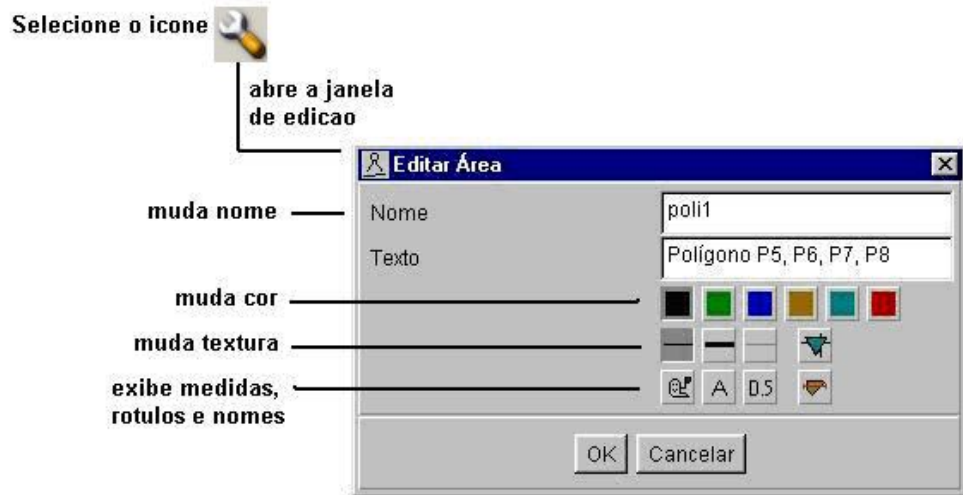 Selecione o icone
abre a janela
de edicao
Editar Área
muda nome
Nome
poli1
Texto
Polígono P5, P6, P7, P8
muda cor
muda textura
exibe medidas,
rotulos e nomes
A
0.5
OK
Cancelar